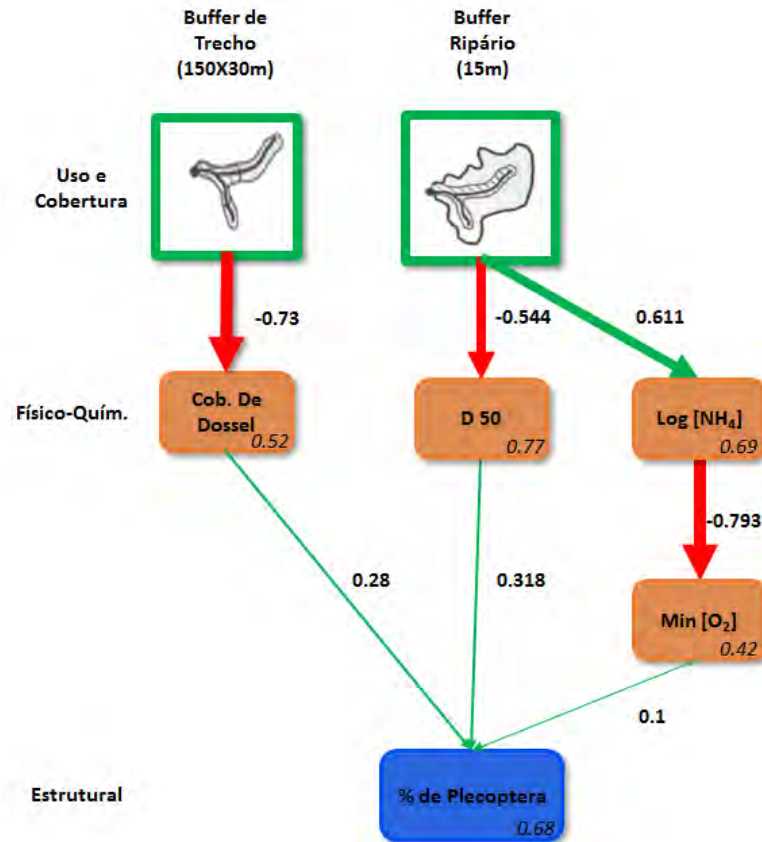 Buffer de
Trecho
(150X30m)
Buffer
Ripário
(15m)
Uso e
Cobertura
-0.73
-0.544
0.611
Físico-Quím.
Cob. De
Dossel
0.52
D 50
0.77
Log [NH₄]
0.69
-0.793
0.28
0.318
Min [O₂]
0.42
0.1
Estrutural
% de Plecoptera
0.68